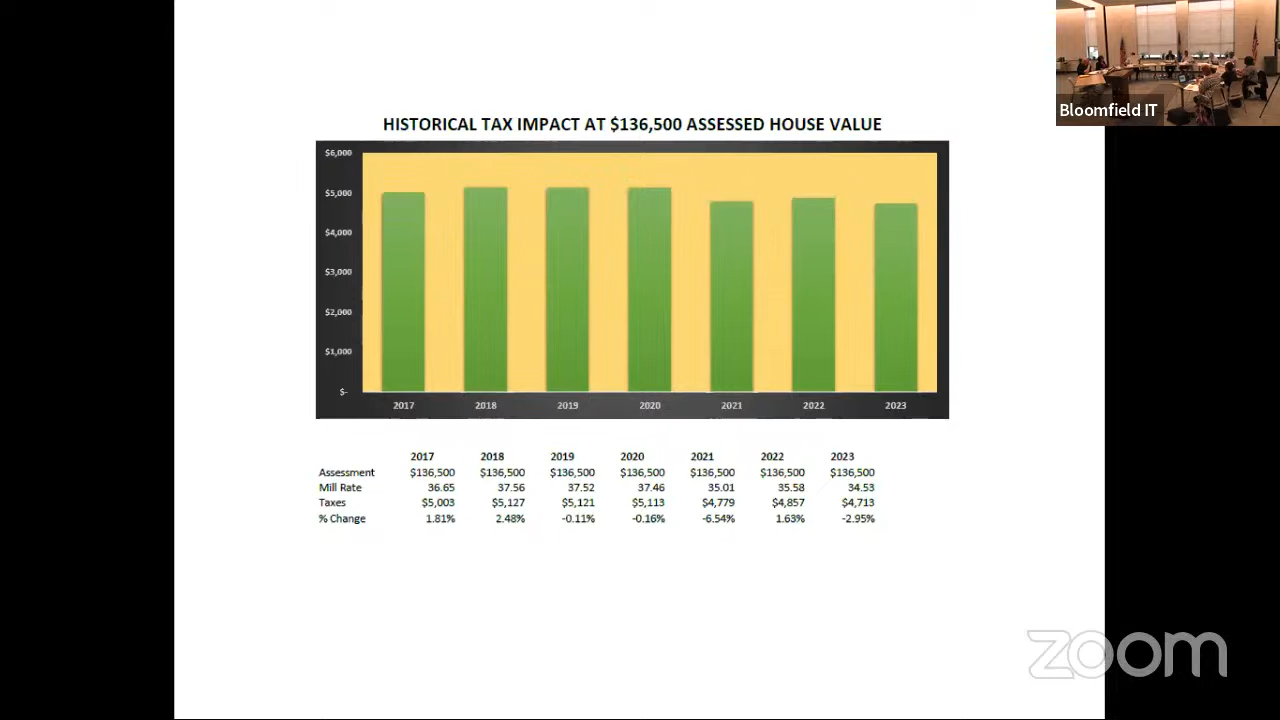 Bloomfield IT
HISTORICAL TAX IMPACT AT $136,500 ASSESSED HOUSE VALUE
$6,000
$5,000
$4,000
$3,000
$2,000
$1,000
$-
2017 2018 2019 2020 2021 2022 2023
2017 2018 2019 2020 2021 2022 2023
Assessment $136,500 $136,500 $136,500 $136,500 $136,500 $136,500 $136,500
Mill Rate 36.65 37.56 37.52 37.46 35.01 35.58 34.53
Taxes $5,003 $5,127 $5,121 $5,113 $4,779 $4,857 $4,713
% Change 1.81% 2.48% -0.11% -0.16% -6.54% 1.63% -2.95%
zoom